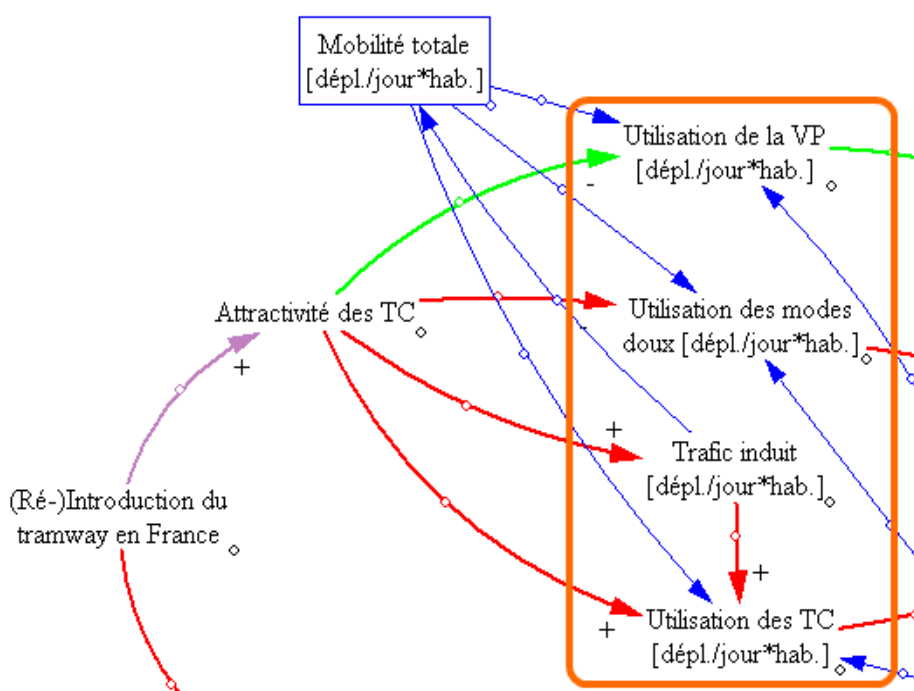 Mobilité totale
[dépl./jour*hab.]
Utilisation de la VP
[dépl./jour*hab.]
-
Attractivité des TC
Utilisation des modes
doux [dépl./jour*hab.]
-
+
+
Trafic induit
[dépl./jour*hab.]
(Ré-)Introduction du
tramway en France
+
Utilisation des TC
[dépl./jour*hab.]
+